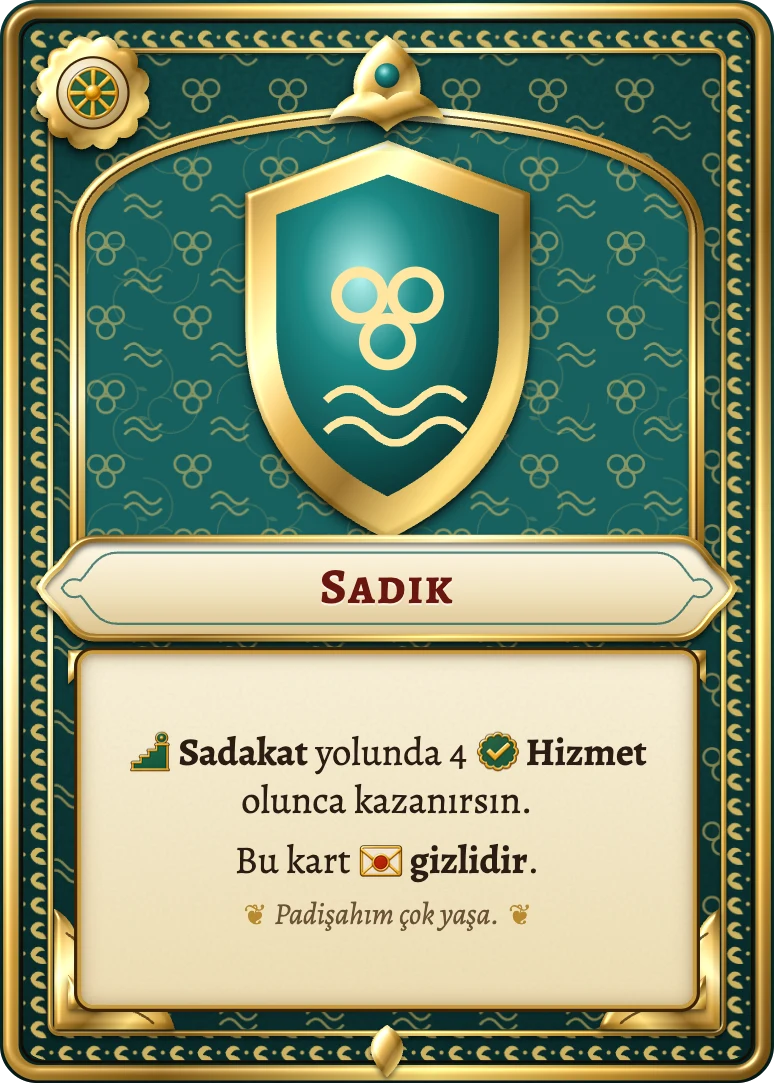 Sadık
Sadakat yolunda 4 Hizmet
olunca kazanırsın.
Bu kart gizlidir.
Padişahım çok yaşa.